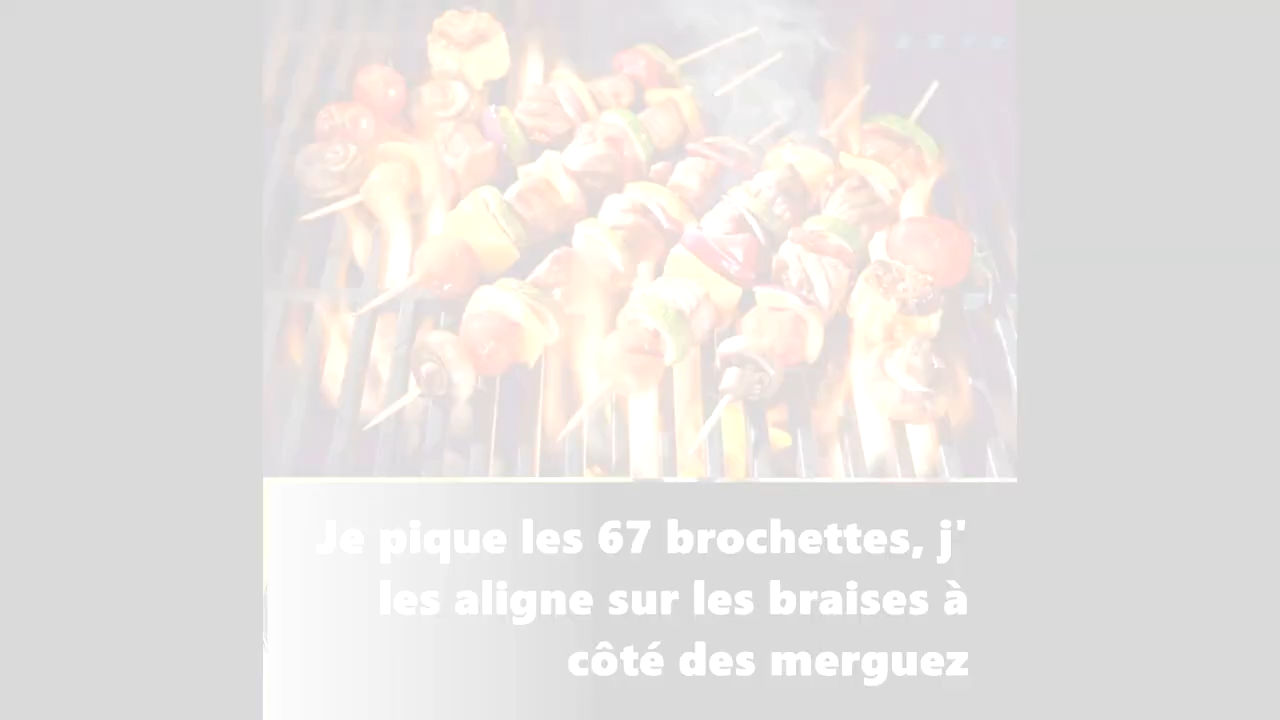 Je pique les 67 brochettes, j'
les aligne sur les braises à
côté des merguez